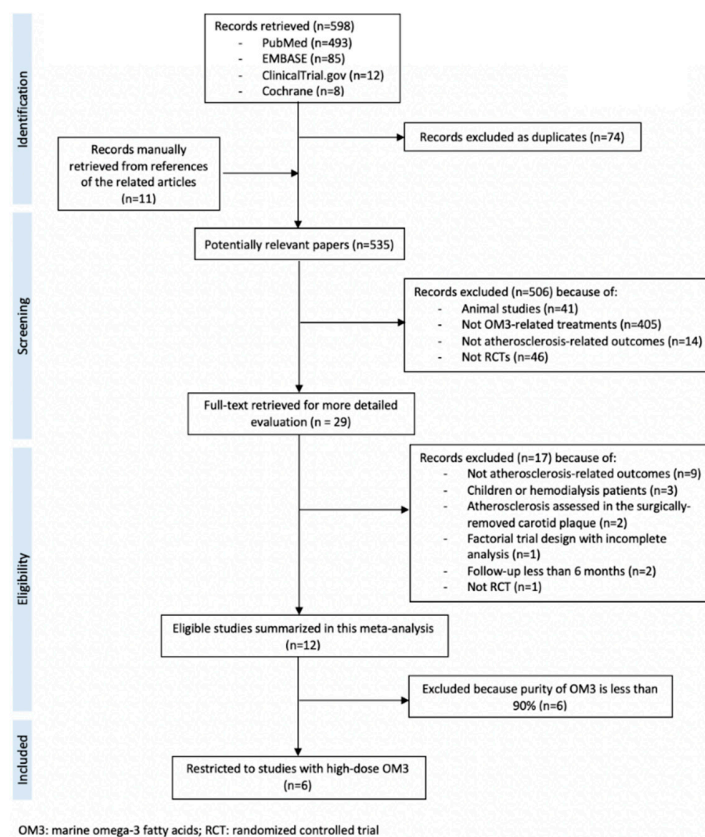 Identification
Records retrieved (n=598)
- PubMed (n=493)
- EMBASE (n=85)
- ClinicalTrial.gov (n=12)
- Cochrane (n=8)
Records excluded as duplicates (n=74)
Records manually
retrieved from references
of the related articles
(n=11)
Screening
Potentially relevant papers (n=535)
Records excluded (n=506) because of:
- Animal studies (n=41)
- Not OM3-related treatments (n=405)
- Not atherosclerosis-related outcomes (n=14)
- Not RCTs (n=46)
Full-text retrieved for more detailed
evaluation (n = 29)
Eligibility
Records excluded (n=17) because of:
- Not atherosclerosis-related outcomes (n=9)
- Children or hemodialysis patients (n=3)
- Atherosclerosis assessed in the surgically-
removed carotid plaque (n=2)
- Factorial trial design with incomplete
analysis (n=1)
- Follow-up less than 6 months (n=2)
- Not RCT (n=1)
Eligible studies summarized in this meta-analysis
(n=12)
Excluded because purity of OM3 is less than
90% (n=6)
Included
Restricted to studies with high-dose OM3
(n=6)
OM3: marine omega-3 fatty acids; RCT: randomized controlled trial